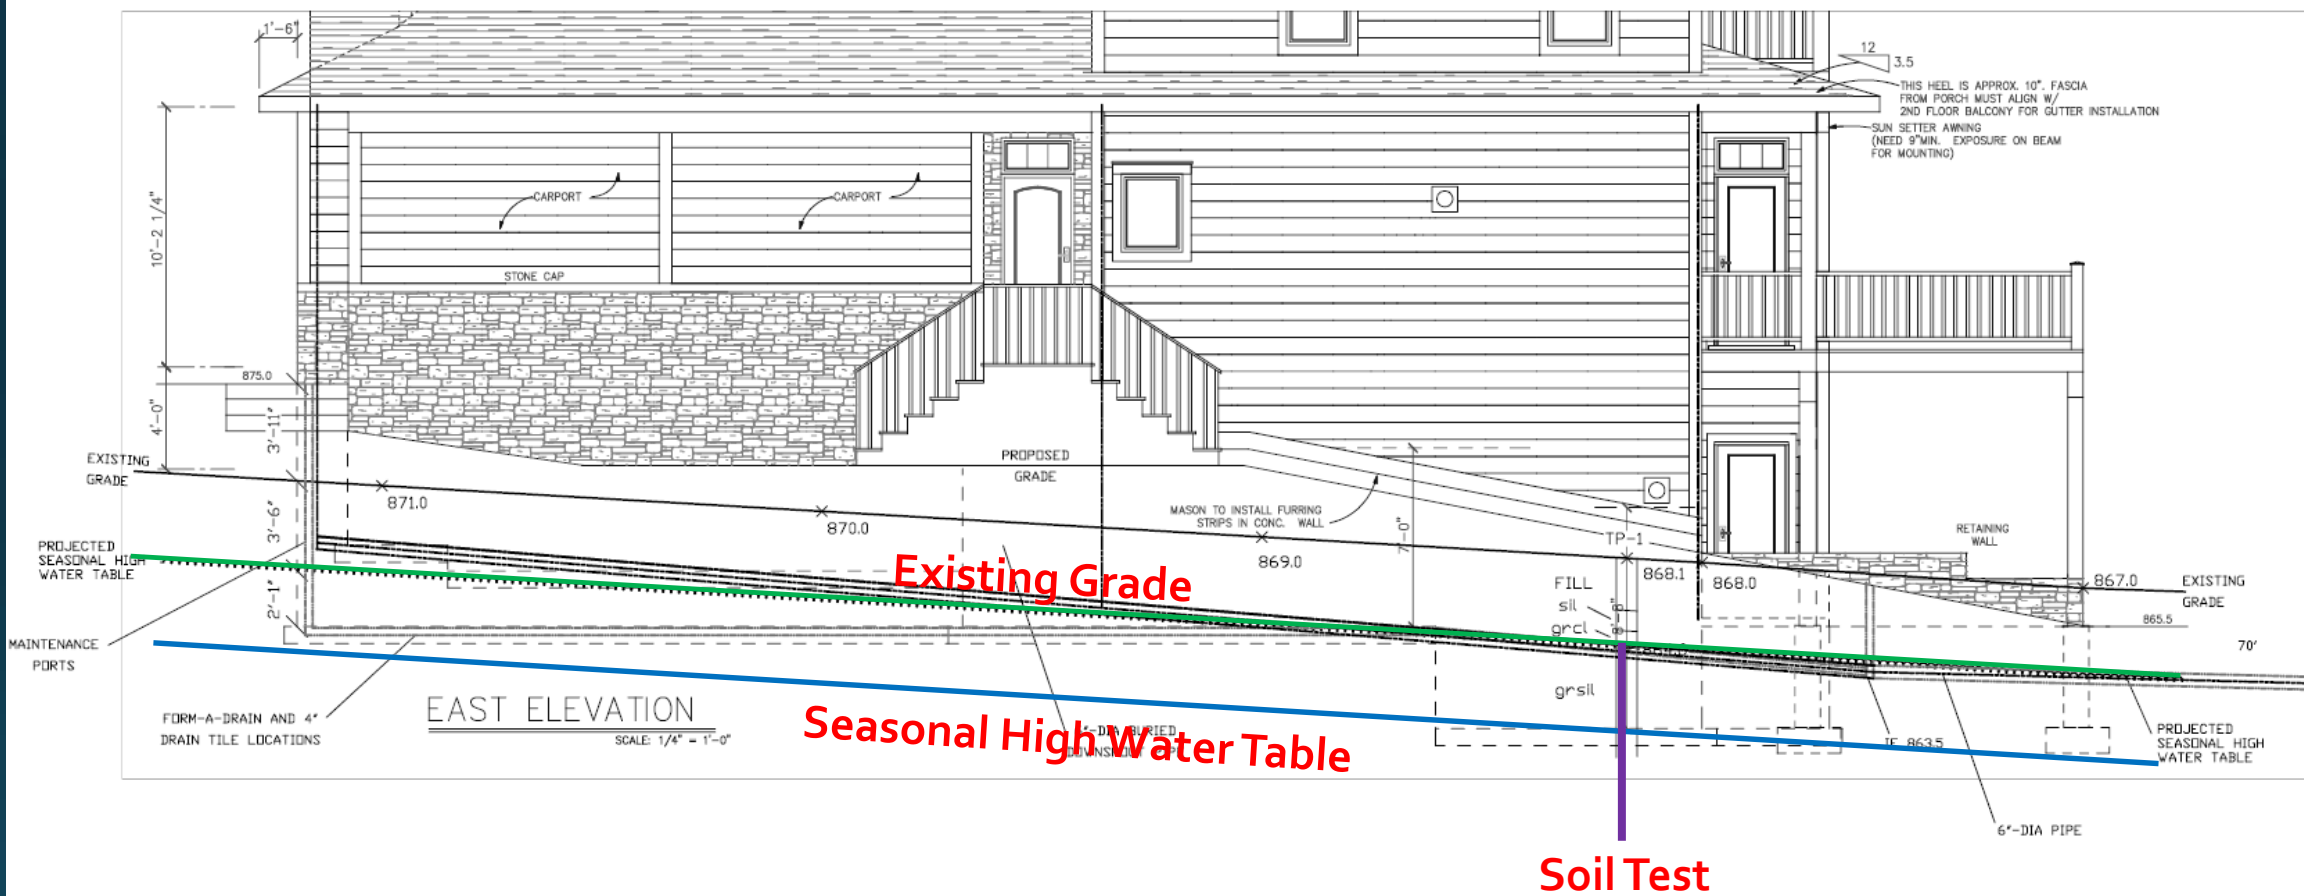 1'-6"
12
3.5
THIS HEEL IS APPROX. 10". FASCIA
FROM PORCH MUST ALIGN W/
2ND FLOOR BALCONY FOR GUTTER INSTALLATION
SUN SETTER AWNING
(NEED 9"MIN. EXPOSURE ON BEAM
FOR MOUNTING)
10'-2 1/4"
CARPORT
CARPORT
STONE CAP
875.0
4'-0"
3'-11"
EXISTING
GRADE
871.0
870.0
PROPOSED
GRADE
MASON TO INSTALL FURRING
STRIPS IN CONC. WALL
7'-0"
869.0
TP-1
868.1
868.0
RETAINING
WALL
867.0
EXISTING
GRADE
865.5
70'
3'-6"
PROJECTED
SEASONAL HIGH
WATER TABLE
2'-1"
Existing Grade
FILL
sil
grcl
grsil
MAINTENANCE
PORTS
FORM-A-DRAIN AND 4"
DRAIN TILE LOCATIONS
EAST ELEVATION
SCALE: 1/4" = 1'-0"
Seasonal High Water Table
"-DIA BURIED
IE 863.5
PROJECTED
SEASONAL HIGH
WATER TABLE
6"-DIA PIPE
Soil Test